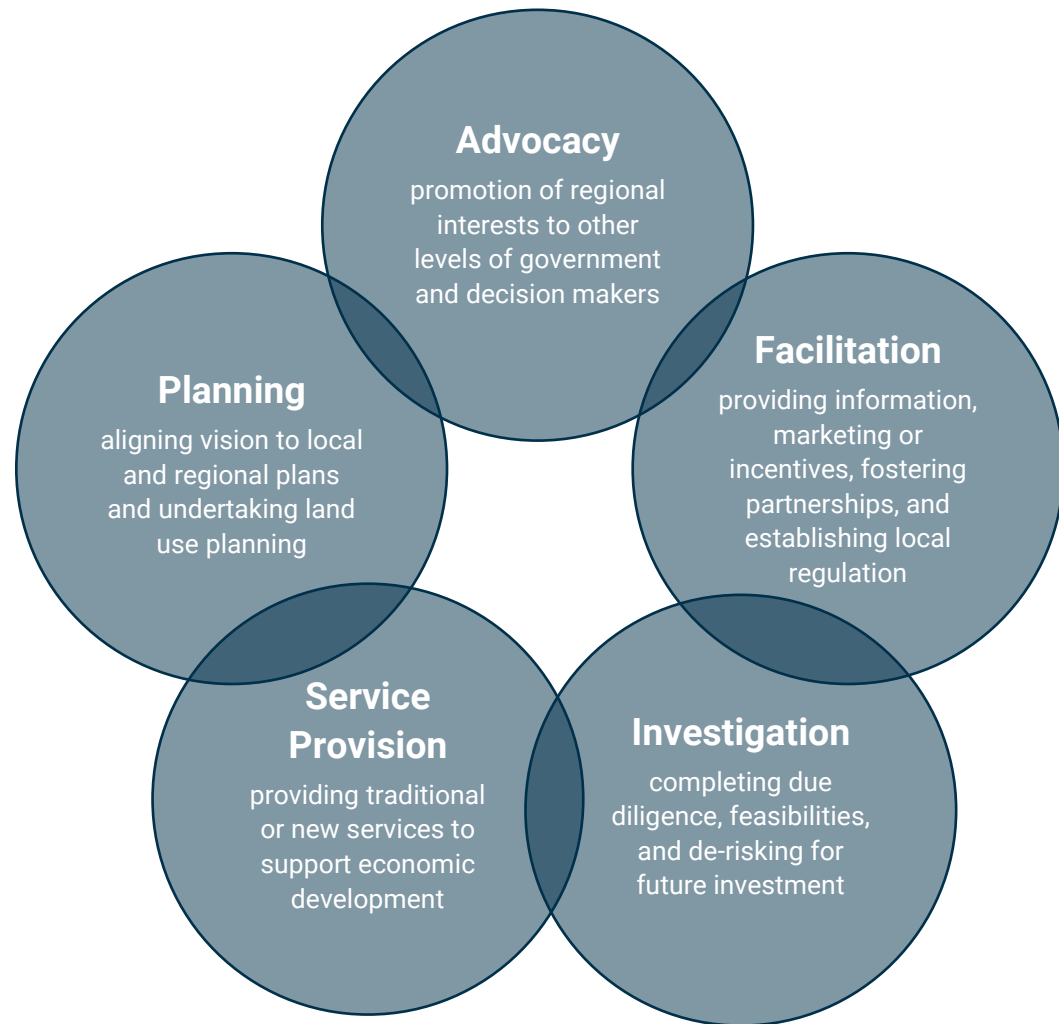 Advocacy
promotion of regional
interests to other
levels of government
and decision makers
Facilitation
providing information,
marketing or
incentives, fostering
partnerships, and
establishing local
regulation
Planning
aligning vision to local
and regional plans
and undertaking land
use planning
Service
Provision
providing traditional
or new services to
support economic
development
Investigation
completing due
diligence, feasibilities,
and de-risking for
future investment